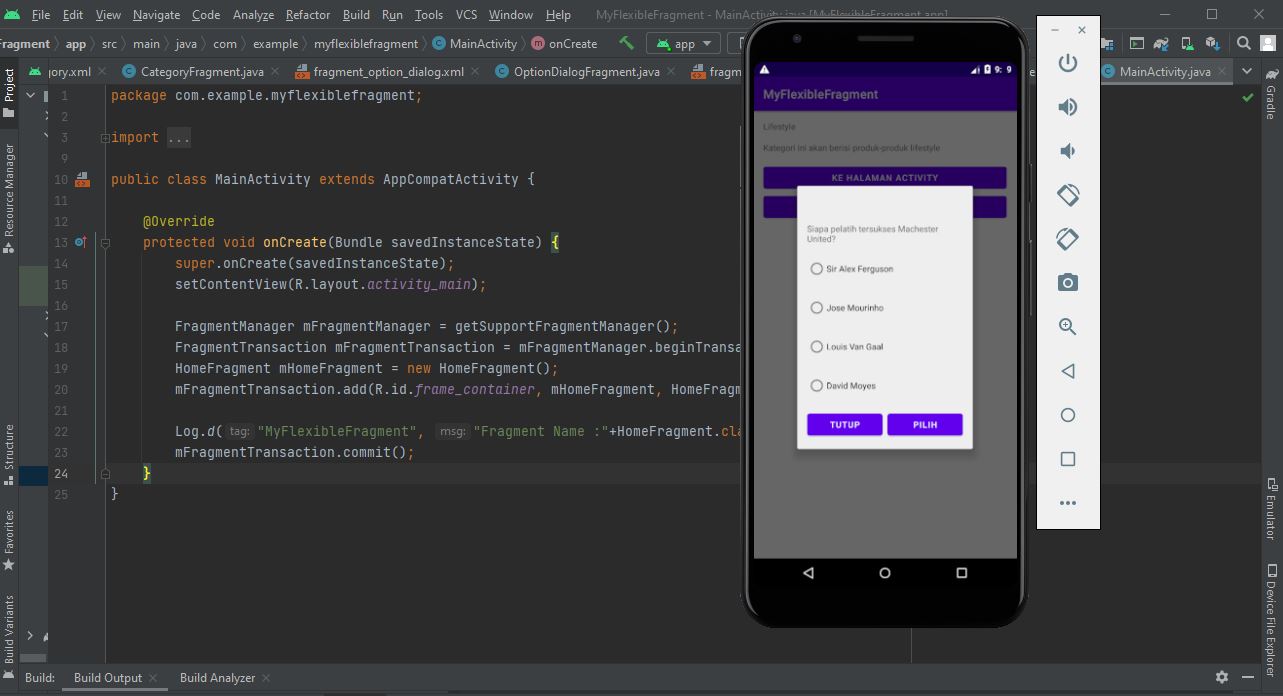 File Edit View Navigate Code Analyze Refactor Build Run Tools VCS Window Help MyFlexibleFragment - MainActivity.java [MyFlexibleFragment.app]
Fragment app src main java com example myflexiblefragment MainActivity onCreate app
Project
Resource Manager
Structure
Favorites
Build Variants
gory.xml CategoryFragment.java fragment_option_dialog.xml OptionDialogFragment.java fragm
MainActivity.java
1 package com.example.myflexiblefragment;
2
3 import ...
9
10 public class MainActivity extends AppCompatActivity {
11
12 @Override
13 protected void onCreate(Bundle savedInstanceState) {
14 super.onCreate(savedInstanceState);
15 setContentView(R.layout.activity_main);
16
17 FragmentManager mFragmentManager = getSupportFragmentManager();
18 FragmentTransaction mFragmentTransaction = mFragmentManager.beginTransa
19 HomeFragment mHomeFragment = new HomeFragment();
20 mFragmentTransaction.add(R.id.frame_container, mHomeFragment, HomeFragm
21
22 Log.d( tag: "MyFlexibleFragment", msg: "Fragment Name :"+HomeFragment.cla
23 mFragmentTransaction.commit();
24 }
25 }
9: 9
MyFlexibleFragment
Lifestyle
Kategori ini akan berisi produk-produk lifestyle
KE HALAMAN ACTIVITY
Siapa pelatih tersukses Machester
United?
Sir Alex Ferguson
Jose Mourinho
Louis Van Gaal
David Moyes
TUTUP PILIH
Gradle
Emulator
Device File Explorer
Build: Build Output Build Analyzer